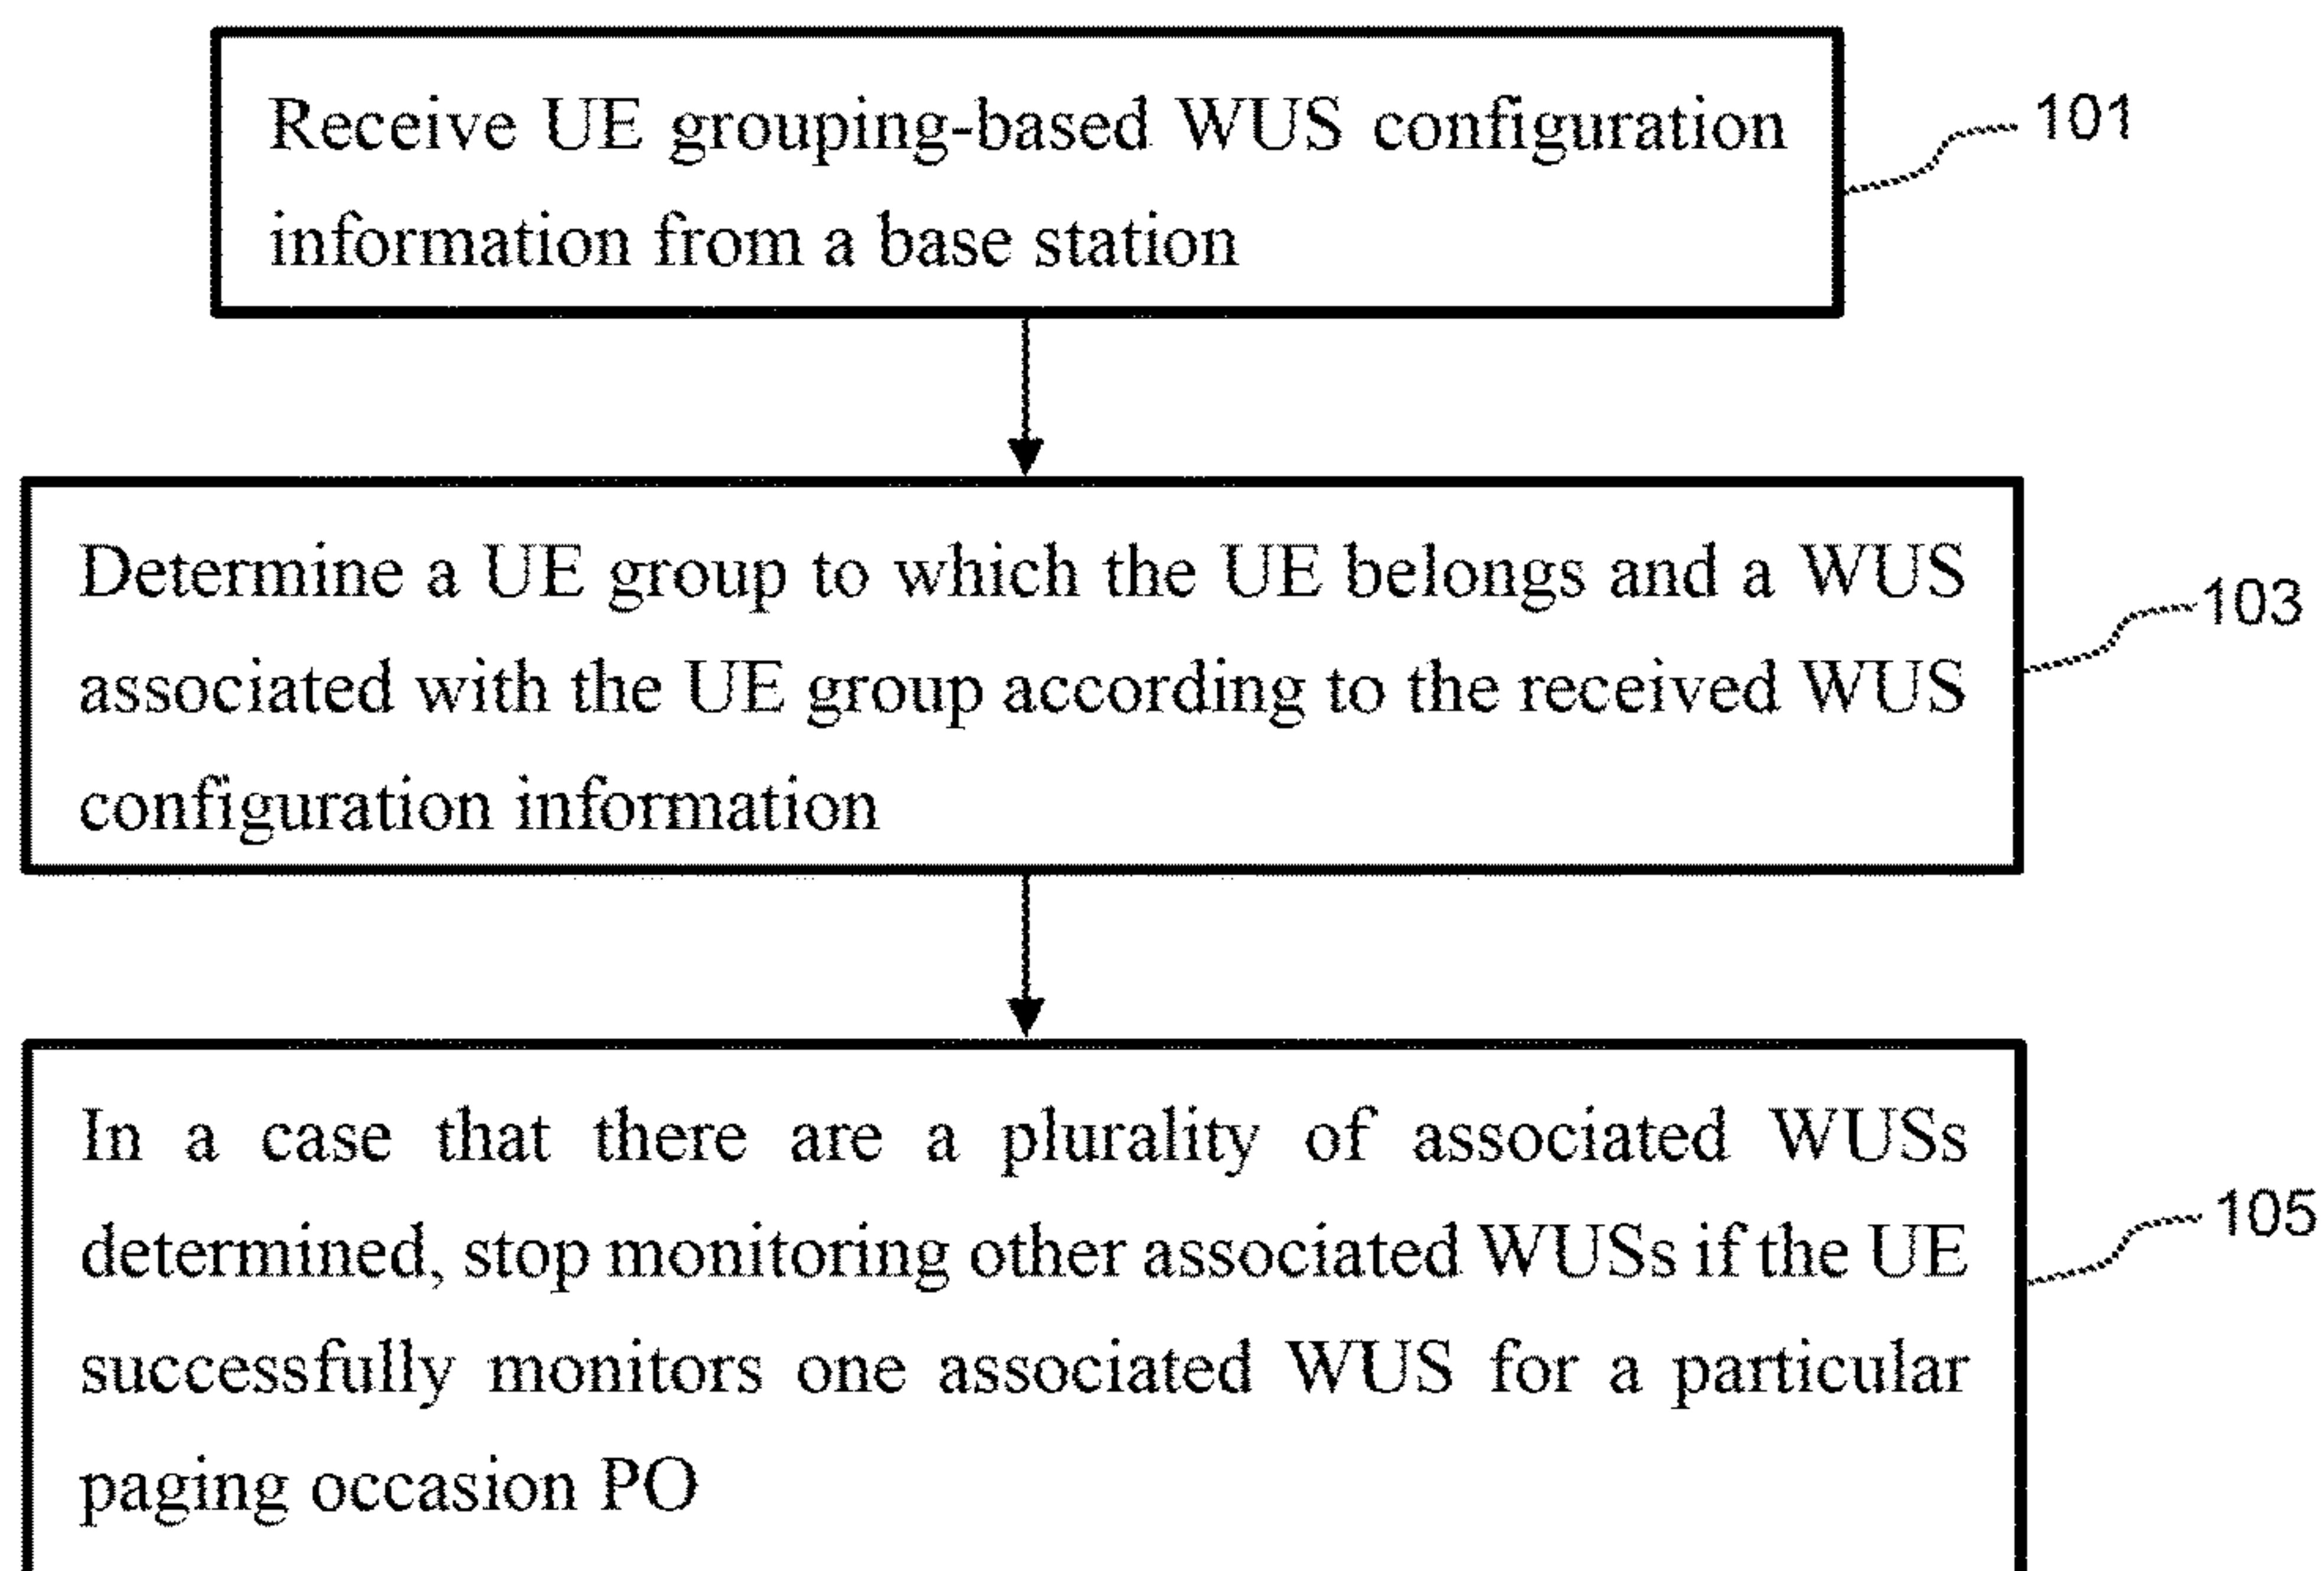 Receive UE grouping-based WUS configuration
101
information from a base station
Determine a UE group to which the UE belongs and a WUS
103
associated with the UE group according to the received WUS
configuration information
In a case that there are a plurality of associated WUSs
105
determined, stop monitoring other associated WUSs if the UE
successfully monitors one associated WUS for a particular
paging occasion PO